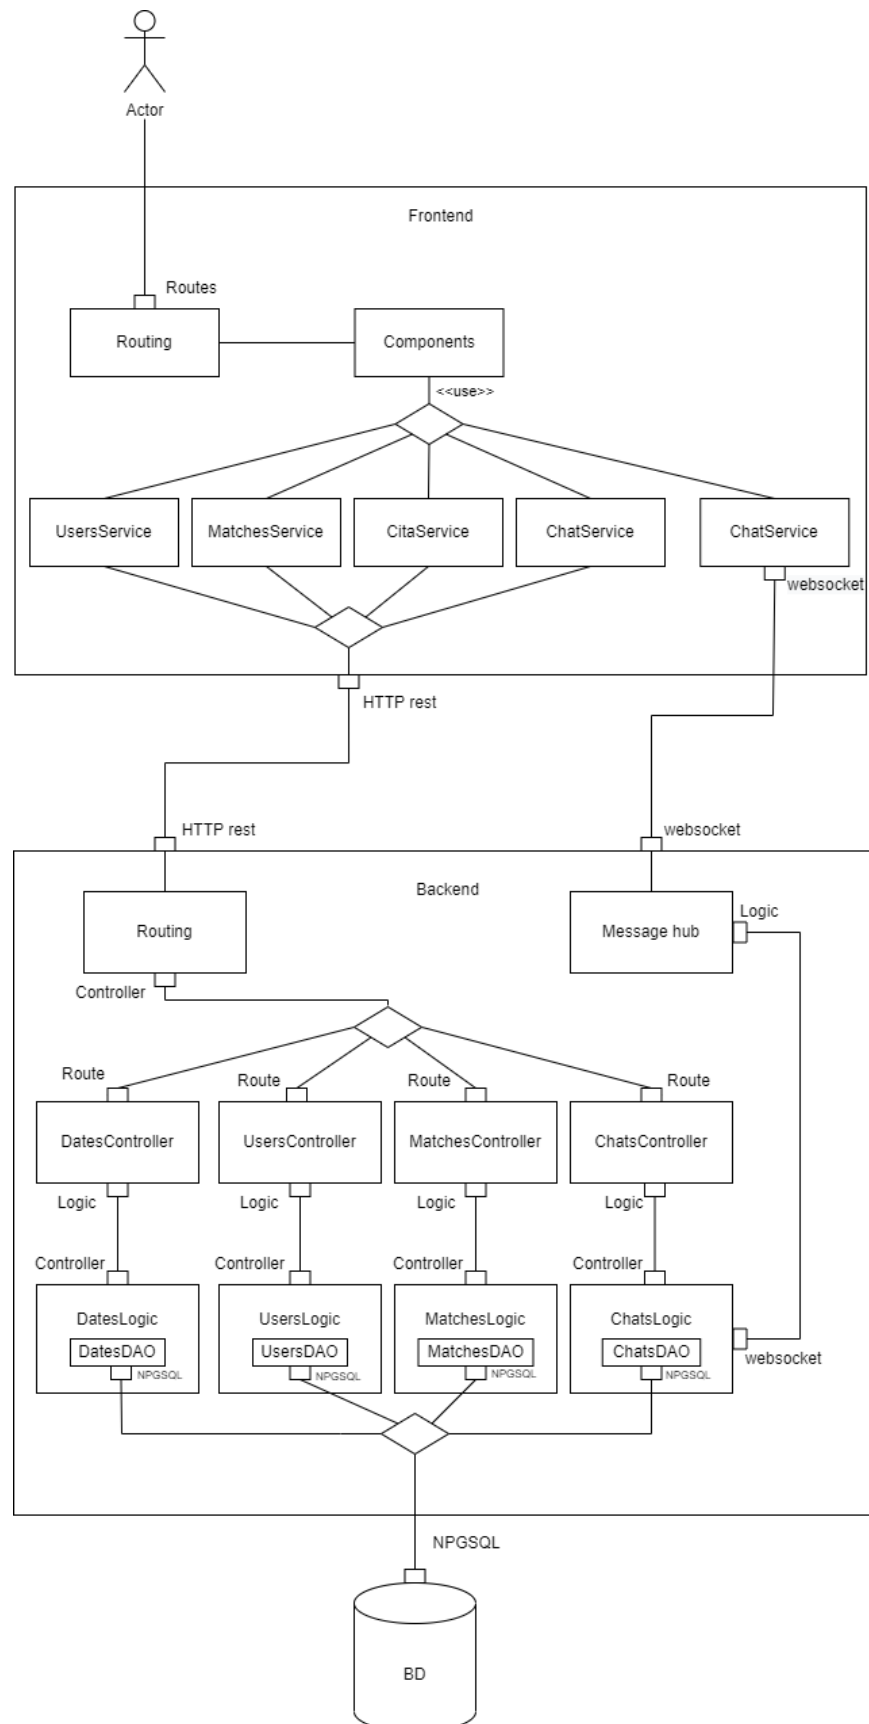 Actor
Frontend
Routes
Routing
Components
<<use>>
UsersService
MatchesService
CitaService
ChatService
ChatService
websocket
HTTP rest
HTTP rest
websocket
Backend
Routing
Message hub
Logic
Controller
Route
Route
Route
Route
DatesController
UsersController
MatchesController
ChatsController
Logic
Logic
Logic
Logic
Controller
Controller
Controller
Controller
DatesLogic
UsersLogic
MatchesLogic
ChatsLogic
DatesDAO
UsersDAO
MatchesDAO
ChatsDAO
websocket
NPGSQL
NPGSQL
NPGSQL
NPGSQL
NPGSQL
BD